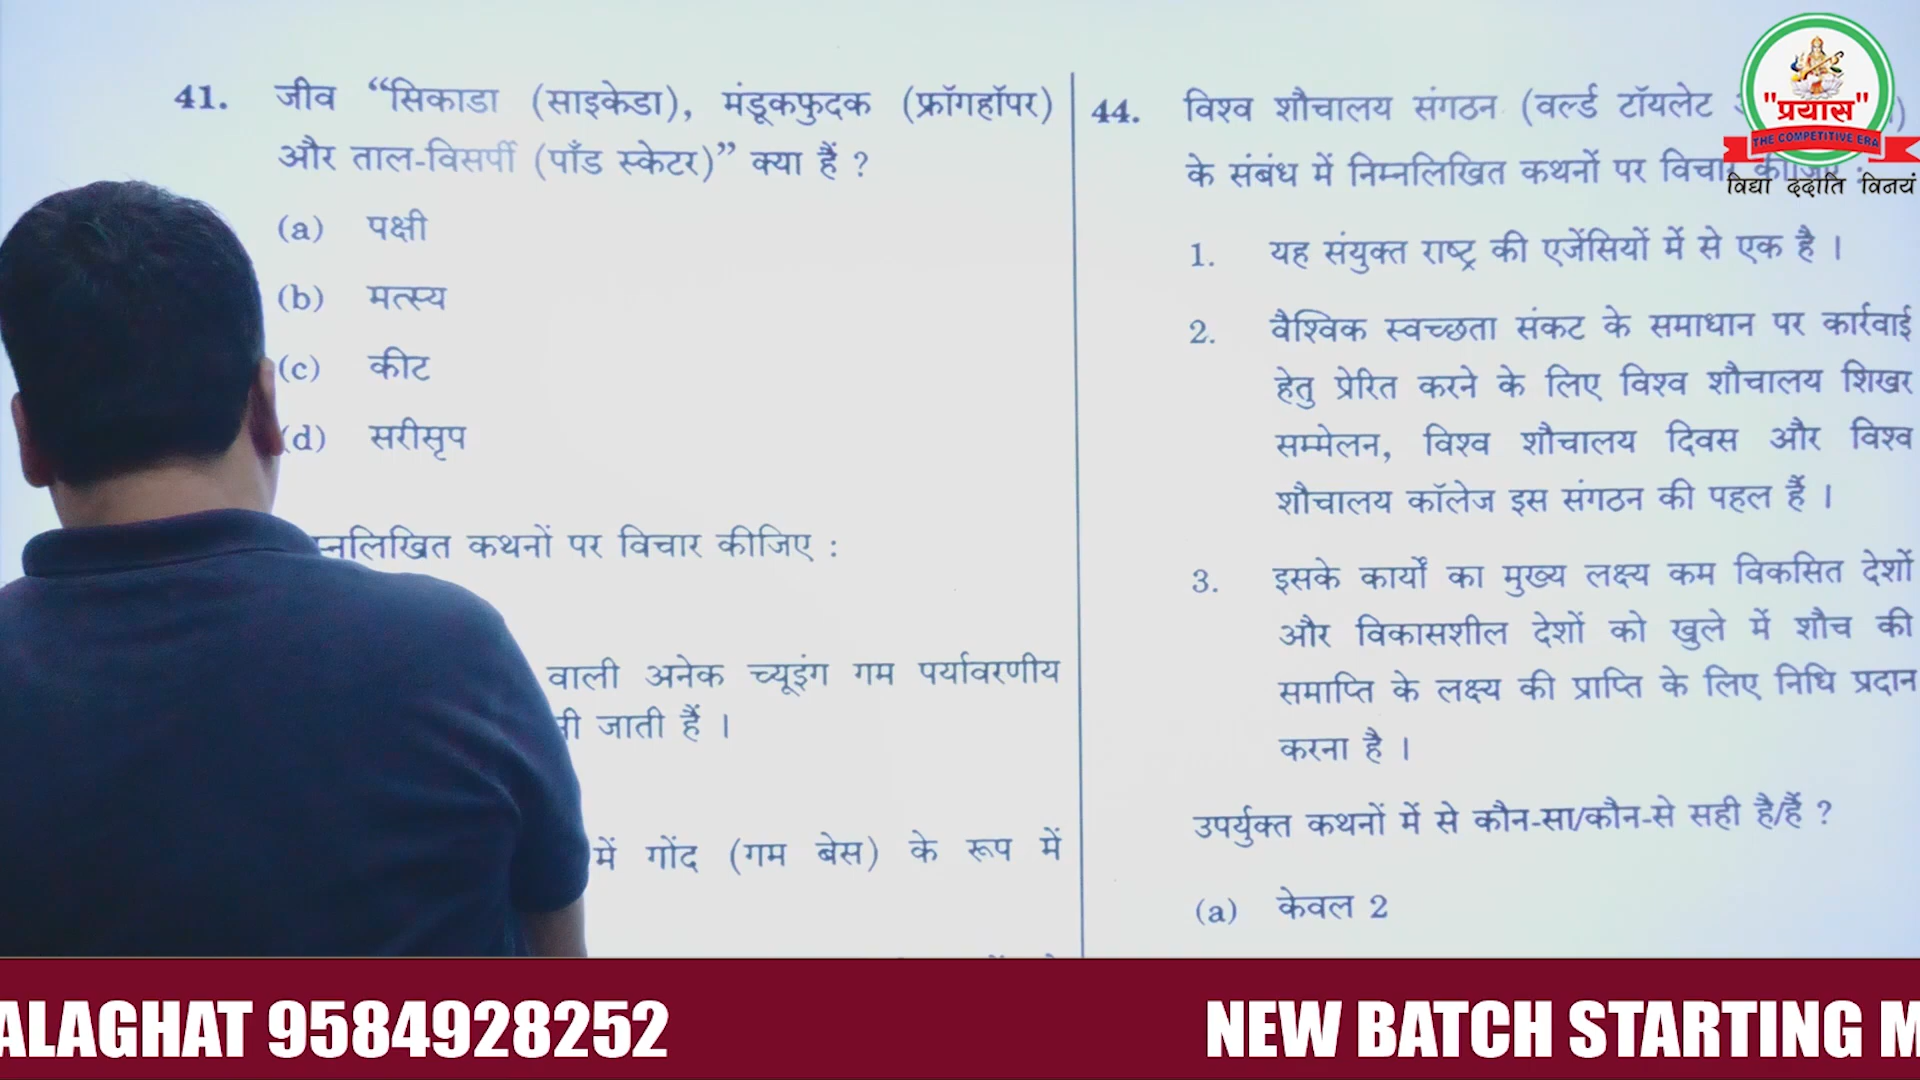 41. जीव “सिकाडा (साइकेडा), मंडूकफुदक (फ्रॉगहॉपर)
और ताल-विसर्पी (पाँड स्केटर)” क्या हैं ?
(a) पक्षी
(b) मत्स्य
(c) कीट
(d) सरीसृप
कथनों पर विचार कीजिए :
वाली अनेक च्यूइंग गम पर्यावरणीय
जाती हैं ।
में गोंद (गम बेस) के रूप में
44. विश्व शौचालय संगठन (वर्ल्ड टॉयलेट
के संबंध में निम्नलिखित कथनों पर विचार कीजिए :
1. यह संयुक्त राष्ट्र की एजेंसियों में से एक है ।
2. वैश्विक स्वच्छता संकट के समाधान पर कार्रवाई
हेतु प्रेरित करने के लिए विश्व शौचालय शिखर
सम्मेलन, विश्व शौचालय दिवस और विश्व
शौचालय कॉलेज इस संगठन की पहल हैं ।
3. इसके कार्यों का मुख्य लक्ष्य कम विकसित देशों
और विकासशील देशों को खुले में शौच की
समाप्ति के लक्ष्य की प्राप्ति के लिए निधि प्रदान
करना है ।
उपर्युक्त कथनों में से कौन-सा/कौन-से सही है/हैं ?
(a) केवल 2
"प्रयास"
THE COMPETITIVE ERA
विद्या ददाति विनयं
ALAGHAT 9584928252
NEW BATCH STARTING M